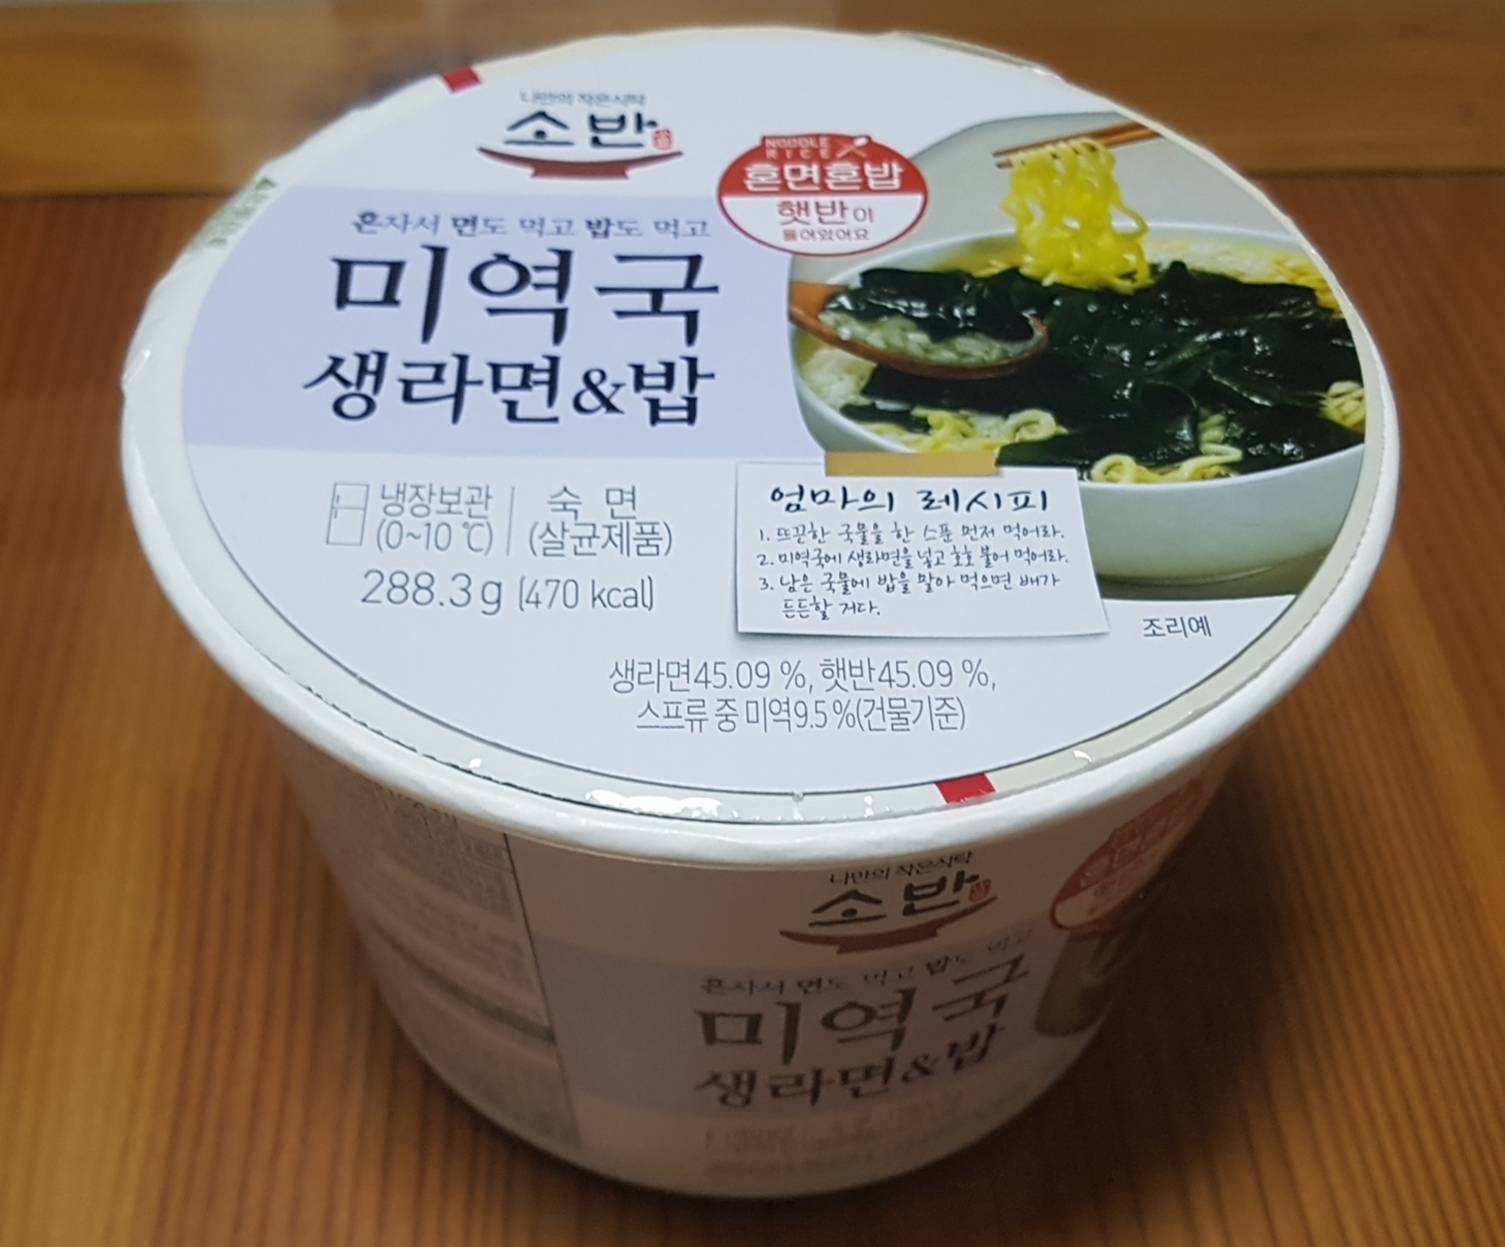 나만의 작은식탁
소반
NOODLE
RICE
혼면혼밥
햇반이
들어있어요
혼자서 면도 먹고 밥도 먹고
미역국
생라면&밥
냉장보관
(0~10 ℃)
숙 면
(살균제품)
288.3g (470 kcal)
엄마의 레시피
1. 뜨끈한 국물을 한 스푼 먼저 먹어라.
2. 미역국에 생라면을 넣고 호호 불어 먹어라.
3. 남은 국물에 밥을 말아 먹으면 배가
든든할 거다.
조리예
생라면45.09 %, 햇반45.09 %,
스프류 중 미역9.5 %(건물기준)
나만의 작은식탁
소반
혼면혼밥
혼자서 면도 먹고 밥도 먹고
미역국
생라면&밥